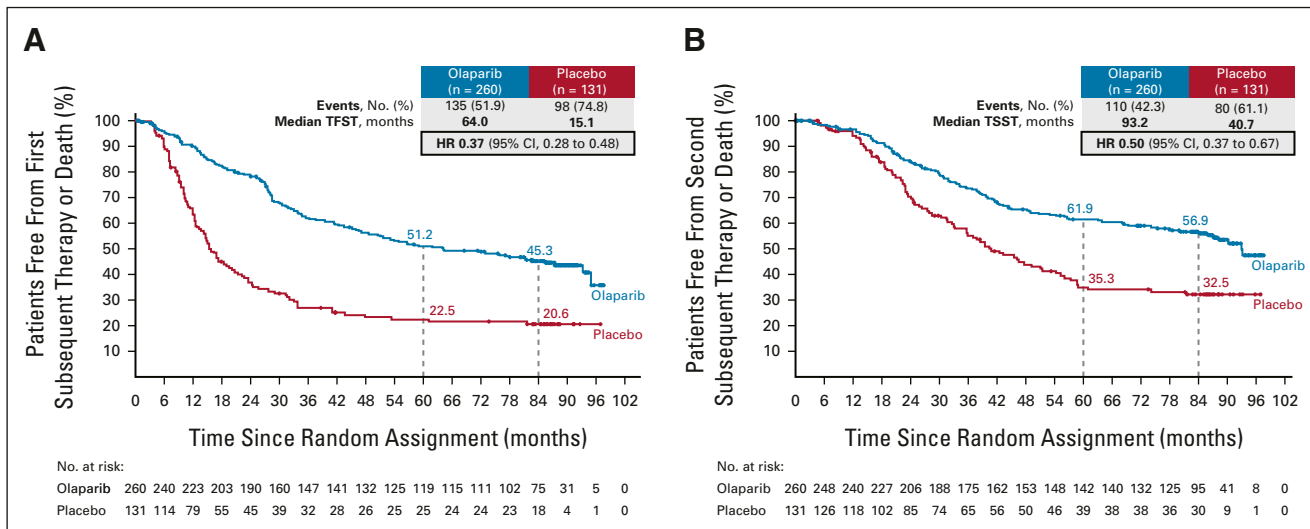 A
Olaparib Placebo
(n = 260) (n = 131)
Events, No. (%) 135 (51.9) 98 (74.8)
Median TFST, months 64.0 15.1
HR 0.37 (95% CI, 0.28 to 0.48)
Patients Free From First
Subsequent Therapy or Death (%)
100
90
80
70
60
50
40
30
20
10
51.2
45.3
Olaparib
22.5
20.6
Placebo
0 6 12 18 24 30 36 42 48 54 60 66 72 78 84 90 96 102
Time Since Random Assignment (months)
No. at risk:
Olaparib 260 240 223 203 190 160 147 141 132 125 119 115 111 102 75 31 5 0
Placebo 131 114 79 55 45 39 32 28 26 25 25 24 24 23 18 4 1 0
B
Olaparib Placebo
(n = 260) (n = 131)
Events, No. (%) 110 (42.3) 80 (61.1)
Median TSST, months 93.2 40.7
HR 0.50 (95% CI, 0.37 to 0.67)
Patients Free From Second
Subsequent Therapy or Death (%)
100
90
80
70
60
50
40
30
20
10
61.9
56.9
Olaparib
35.3
32.5
Placebo
0 6 12 18 24 30 36 42 48 54 60 66 72 78 84 90 96 102
Time Since Random Assignment (months)
No. at risk:
Olaparib 260 248 240 227 206 188 175 162 153 148 142 140 132 125 95 41 8 0
Placebo 131 126 118 102 85 74 65 56 50 46 39 38 38 36 30 9 1 0